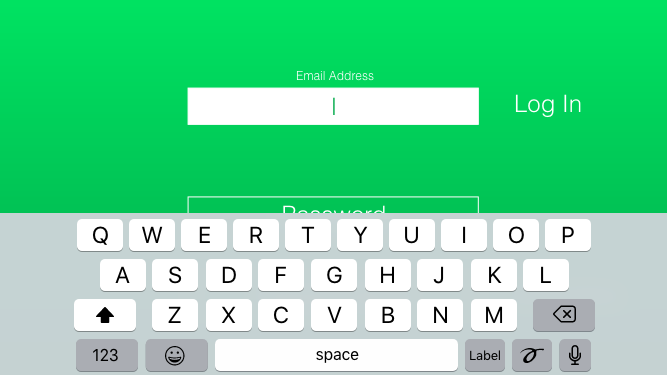 Email Address
Log In
Password
Q W E R T Y U I O P
A S D F G H J K L
Z X C V B N M
123 space Label